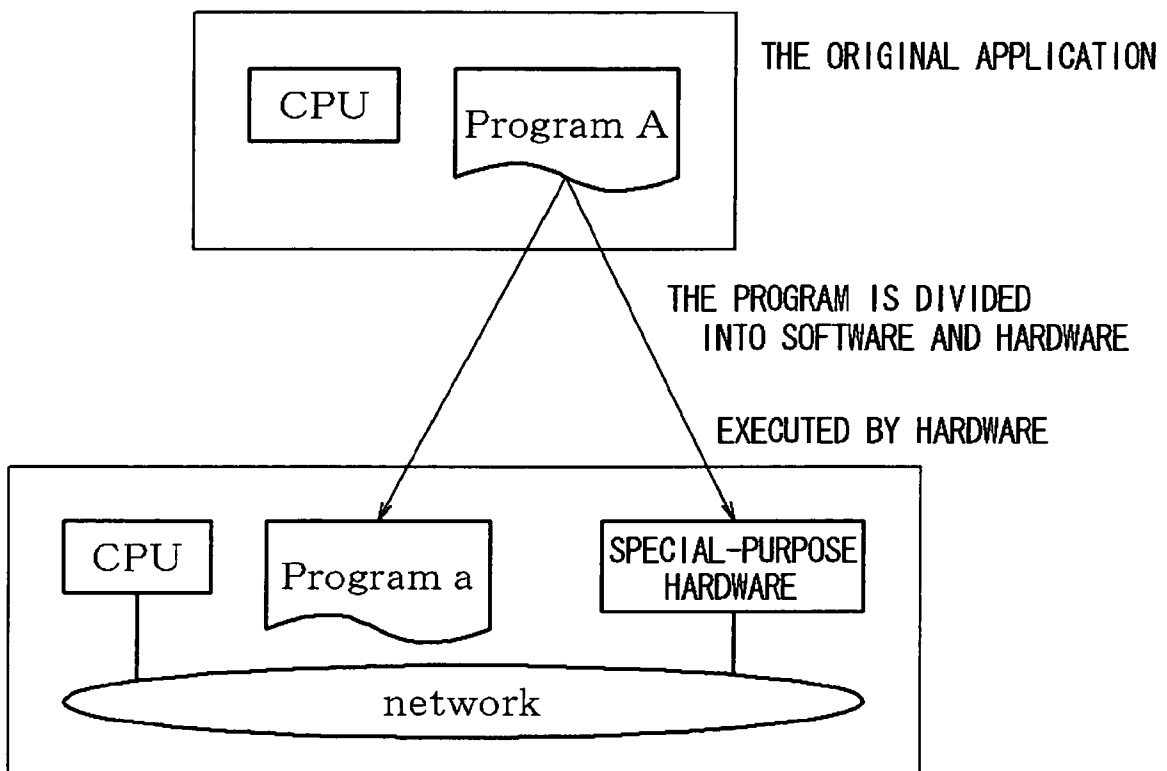 THE ORIGINAL APPLICATION
CPU
Program A
THE PROGRAM IS DIVIDED
INTO SOFTWARE AND HARDWARE
EXECUTED BY HARDWARE
CPU
Program a
SPECIAL-PURPOSE
HARDWARE
network